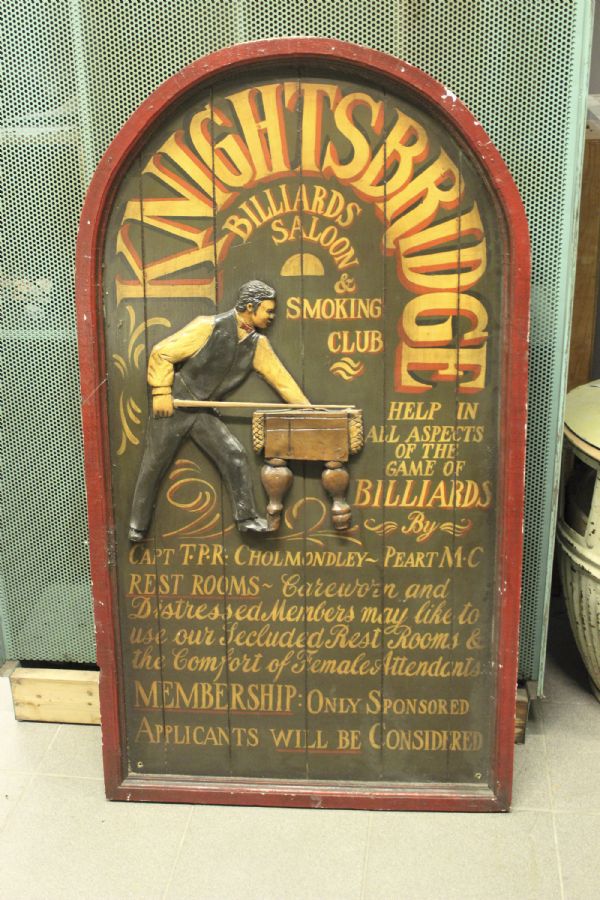 KNIGHTSBRIDGE
BILLIARDS
SALOON
&
SMOKING
CLUB
HELP IN
ALL ASPECTS
OF THE
GAME OF
BILLIARDS
By
CAPT T·P·R· CHOLMONDLEY~ PEART M·C
REST ROOMS~ Careworn and
Distressed Members may like to
use our Secluded Rest Rooms &
the Comfort of Female Attendants
MEMBERSHIP: ONLY SPONSORED
APPLICANTS WILL BE CONSIDERED